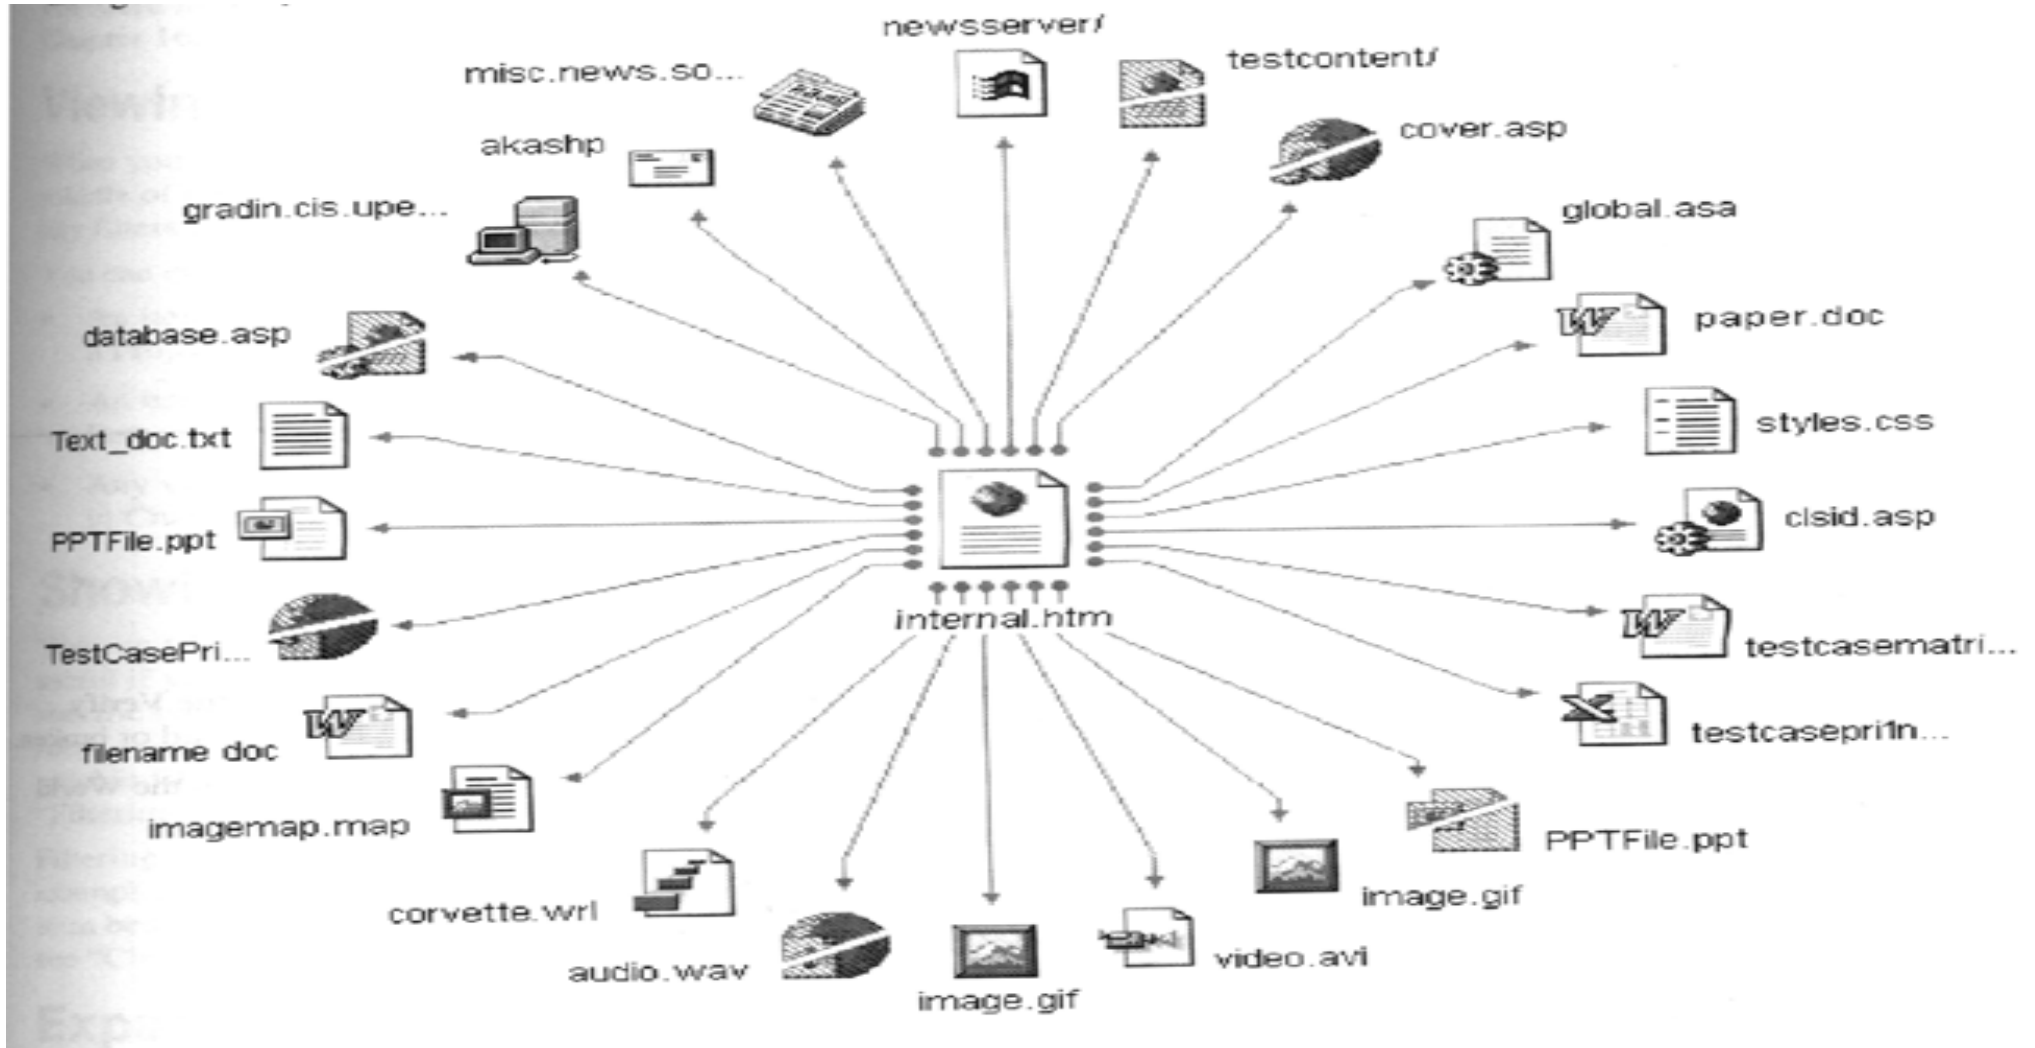 newsserver/
testcontent/
misc.news.so...
cover.asp
akashp
global.asa
gradin.cis.upe...
paper.doc
database.asp
styles.css
Text_doc.txt
clsid.asp
PPTFile.ppt
internal.htm
testcasematri...
TestCasePri...
testcasepri1n...
filename doc
imagemap.map
PPTFile.ppt
image.gif
corvette.wrl
video.avi
audio.wav
image.gif